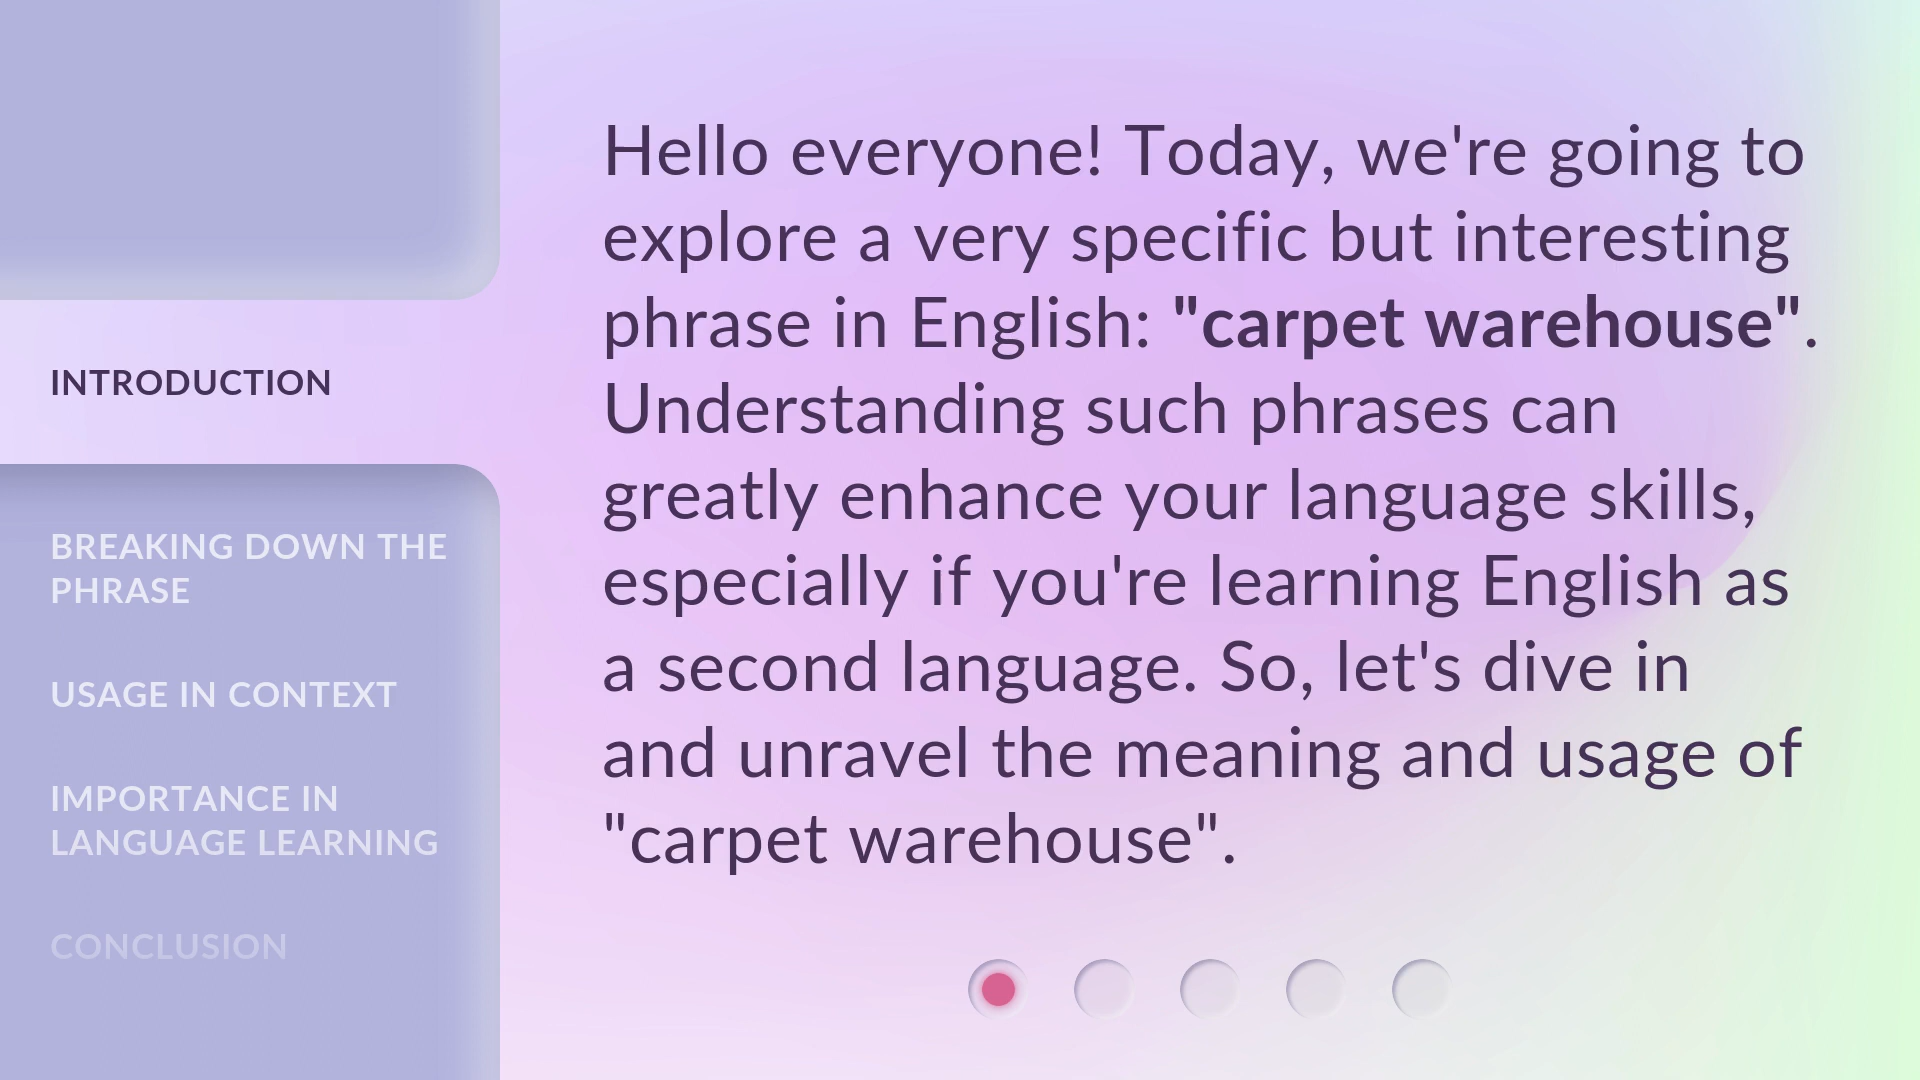 INTRODUCTION
BREAKING DOWN THE
PHRASE
USAGE IN CONTEXT
IMPORTANCE IN
LANGUAGE LEARNING
CONCLUSION
Hello everyone! Today, we're going to
explore a very specific but interesting
phrase in English: "carpet warehouse".
Understanding such phrases can
greatly enhance your language skills,
especially if you're learning English as
a second language. So, let's dive in
and unravel the meaning and usage of
"carpet warehouse".